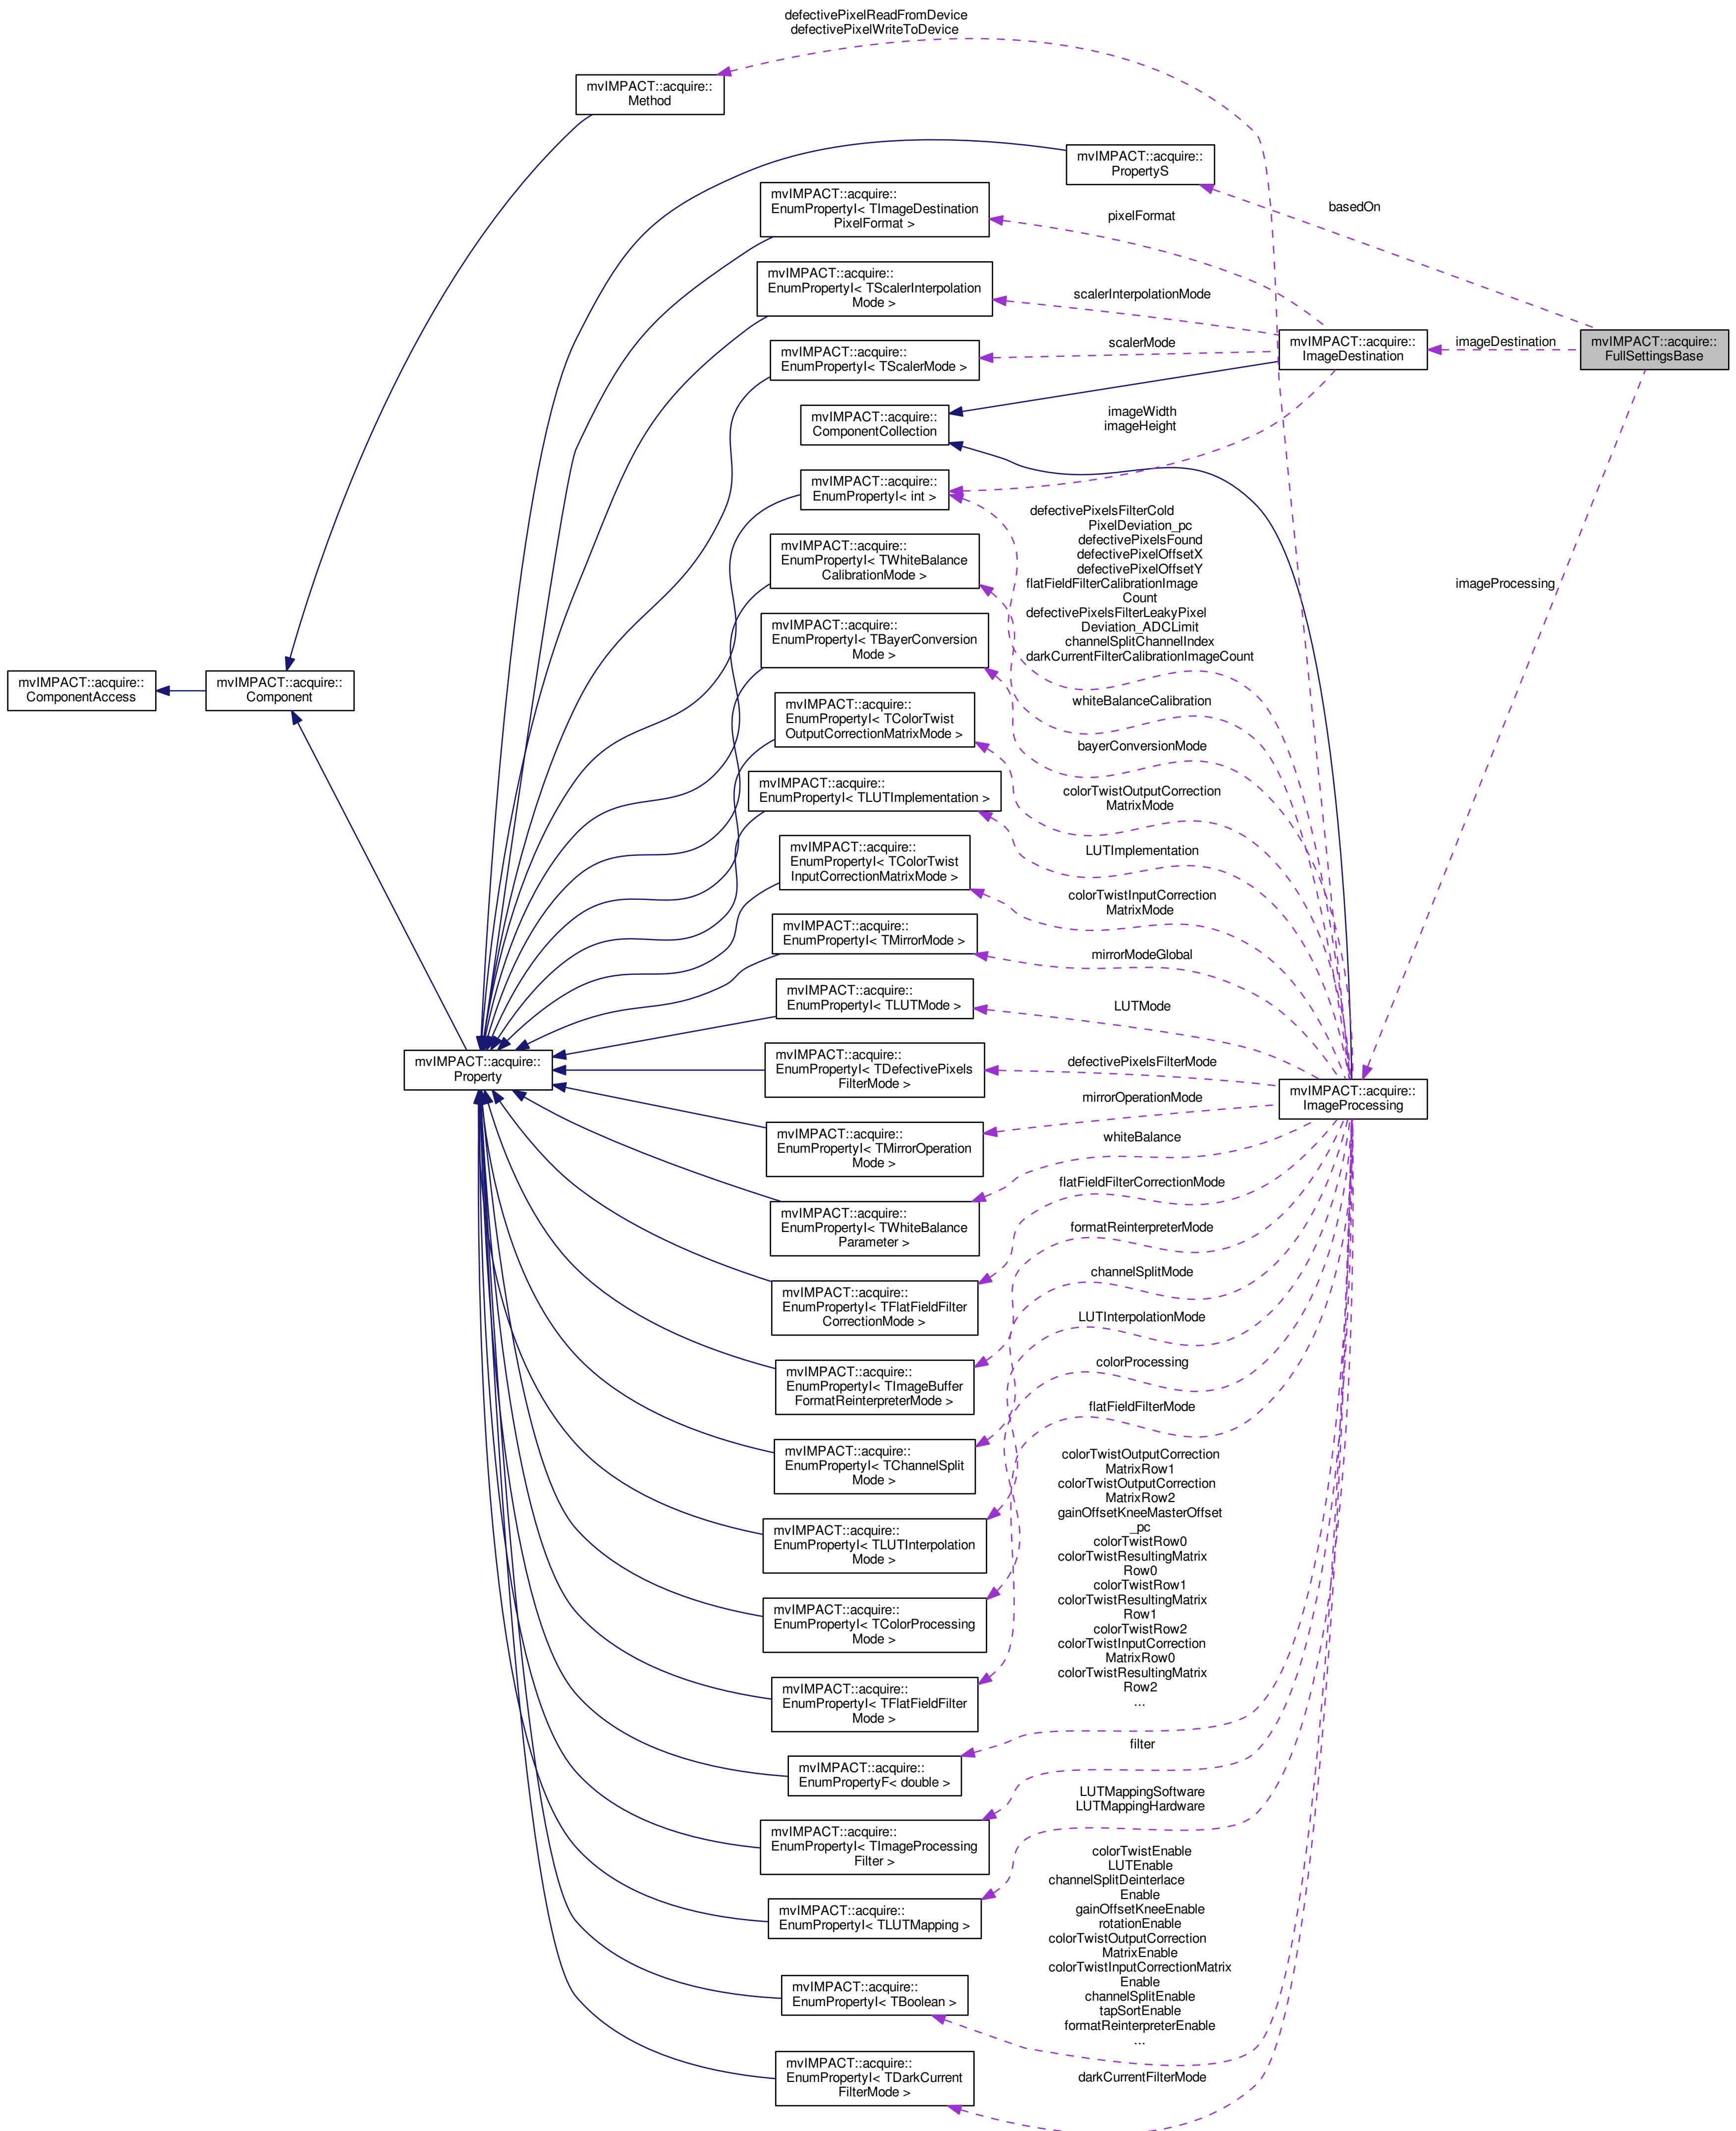 defectivePixelReadFromDevice
defectivePixelWriteToDevice
mvIMPACT::acquire::
Method
mvIMPACT::acquire::
PropertyS
basedOn
mvIMPACT::acquire::
EnumPropertyI< TImageDestination
PixelFormat >
pixelFormat
mvIMPACT::acquire::
EnumPropertyI< TScalerInterpolation
Mode >
scalerInterpolationMode
mvIMPACT::acquire::
EnumPropertyI< TScalerMode >
scalerMode
mvIMPACT::acquire::
ImageDestination
imageDestination
mvIMPACT::acquire::
FullSettingsBase
mvIMPACT::acquire::
ComponentCollection
imageWidth
imageHeight
mvIMPACT::acquire::
EnumPropertyI< int >
defectivePixelsFilterCold
PixelDeviation_pc
defectivePixelsFound
defectivePixelOffsetX
defectivePixelOffsetY
flatFieldFilterCalibrationImage
Count
defectivePixelsFilterLeakyPixel
Deviation_ADCLimit
channelSplitChannelIndex
darkCurrentFilterCalibrationImageCount
imageProcessing
mvIMPACT::acquire::
EnumPropertyI< TWhiteBalance
CalibrationMode >
mvIMPACT::acquire::
EnumPropertyI< TBayerConversion
Mode >
mvIMPACT::acquire::
ComponentAccess
mvIMPACT::acquire::
Component
whiteBalanceCalibration
mvIMPACT::acquire::
EnumPropertyI< TColorTwist
OutputCorrectionMatrixMode >
bayerConversionMode
mvIMPACT::acquire::
EnumPropertyI< TLUTImplementation >
colorTwistOutputCorrection
MatrixMode
mvIMPACT::acquire::
EnumPropertyI< TColorTwist
InputCorrectionMatrixMode >
LUTImplementation
colorTwistInputCorrection
MatrixMode
mvIMPACT::acquire::
EnumPropertyI< TMirrorMode >
mirrorModeGlobal
mvIMPACT::acquire::
EnumPropertyI< TLUTMode >
LUTMode
mvIMPACT::acquire::
Property
mvIMPACT::acquire::
EnumPropertyI< TDefectivePixels
FilterMode >
defectivePixelsFilterMode
mvIMPACT::acquire::
ImageProcessing
mvIMPACT::acquire::
EnumPropertyI< TMirrorOperation
Mode >
mirrorOperationMode
whiteBalance
mvIMPACT::acquire::
EnumPropertyI< TWhiteBalance
Parameter >
flatFieldFilterCorrectionMode
formatReinterpreterMode
mvIMPACT::acquire::
EnumPropertyI< TFlatFieldFilter
CorrectionMode >
channelSplitMode
LUTInterpolationMode
mvIMPACT::acquire::
EnumPropertyI< TImageBuffer
FormatReinterpreterMode >
colorProcessing
flatFieldFilterMode
mvIMPACT::acquire::
EnumPropertyI< TChannelSplit
Mode >
mvIMPACT::acquire::
EnumPropertyI< TLUTInterpolation
Mode >
mvIMPACT::acquire::
EnumPropertyI< TColorProcessing
Mode >
mvIMPACT::acquire::
EnumPropertyI< TFlatFieldFilter
Mode >
colorTwistOutputCorrection
MatrixRow1
colorTwistOutputCorrection
MatrixRow2
gainOffsetKneeMasterOffset
_pc
colorTwistRow0
colorTwistResultingMatrix
Row0
colorTwistRow1
colorTwistResultingMatrix
Row1
colorTwistRow2
colorTwistInputCorrection
MatrixRow0
colorTwistResultingMatrix
Row2
...
mvIMPACT::acquire::
EnumPropertyF< double >
filter
mvIMPACT::acquire::
EnumPropertyI< TImageProcessing
Filter >
LUTMappingSoftware
LUTMappingHardware
mvIMPACT::acquire::
EnumPropertyI< TLUTMapping >
colorTwistEnable
LUTEnable
channelSplitDeinterlace
Enable
gainOffsetKneeEnable
rotationEnable
colorTwistOutputCorrection
MatrixEnable
colorTwistInputCorrectionMatrix
Enable
channelSplitEnable
tapSortEnable
formatReinterpreterEnable
...
mvIMPACT::acquire::
EnumPropertyI< TBoolean >
mvIMPACT::acquire::
EnumPropertyI< TDarkCurrent
FilterMode >
darkCurrentFilterMode